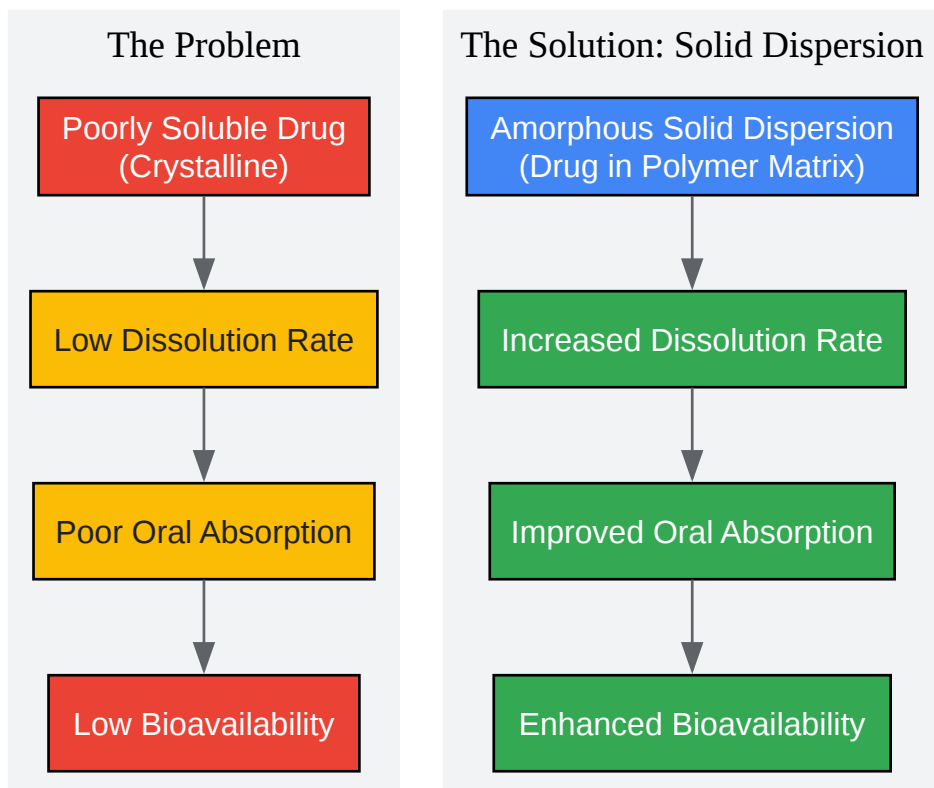 The Problem
Poorly Soluble Drug
(Crystalline)
Low Dissolution Rate
Poor Oral Absorption
Low Bioavailability
The Solution: Solid Dispersion
Amorphous Solid Dispersion
(Drug in Polymer Matrix)
Increased Dissolution Rate
Improved Oral Absorption
Enhanced Bioavailability